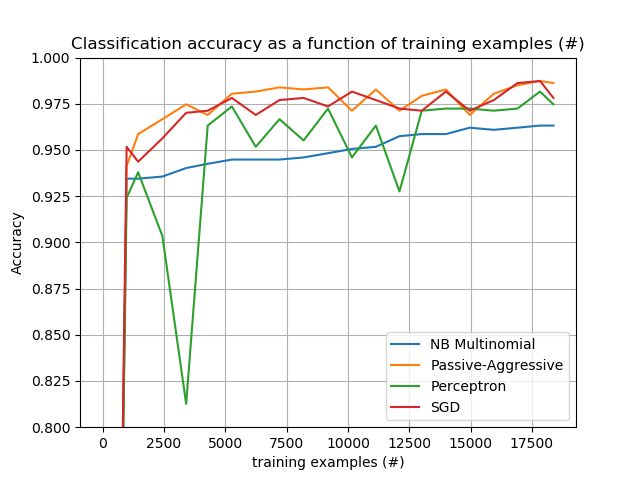 Classification accuracy as a function of training examples (#)
1.000
0.975
0.950
0.925
0.900
0.875
0.850
0.825
0.800
Accuracy
NB Multinomial
Passive-Aggressive
Perceptron
SGD
0 2500 5000 7500 10000 12500 15000 17500
training examples (#)